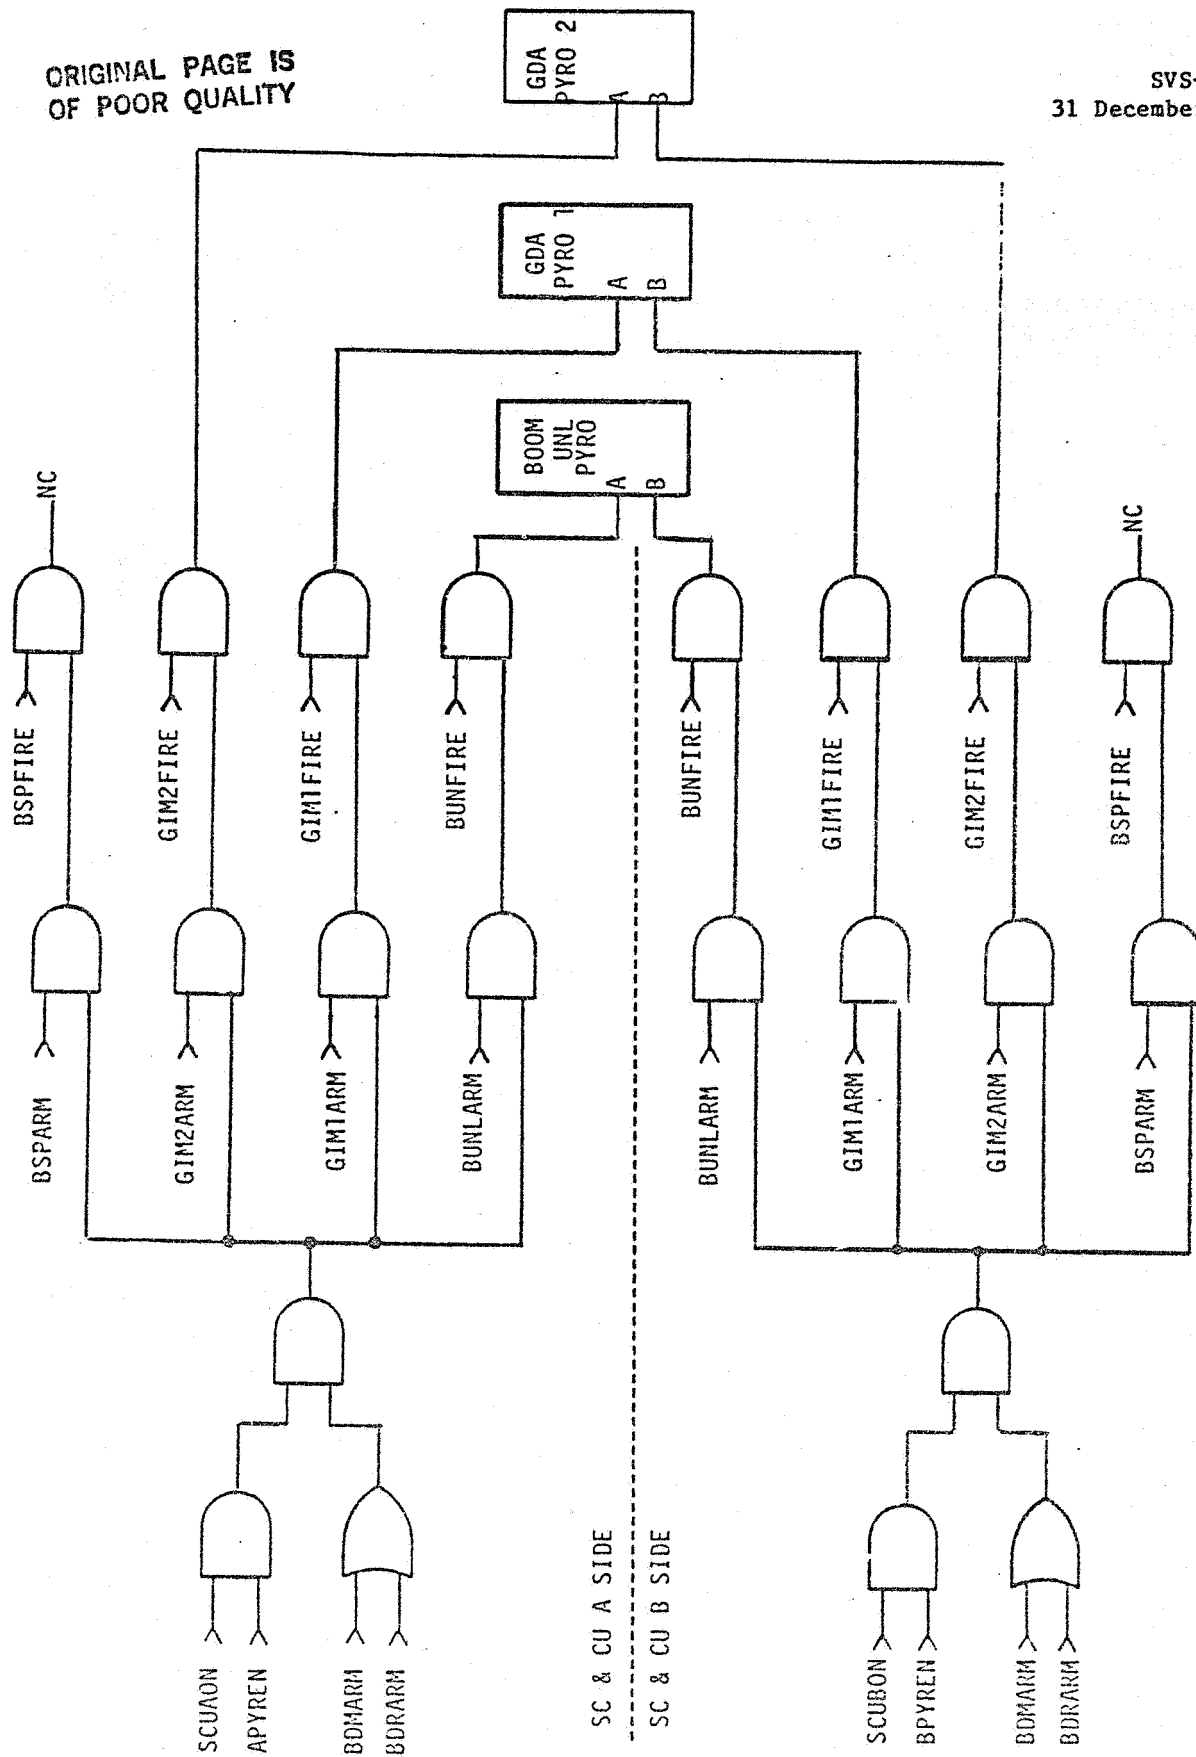 ORIGINAL PAGE IS
OF POOR QUALITY
SVS-
31 December
GDA
PYRO 2
A
B
GDA
PYRO 1
A
B
BOOM
UNL
PYRO
A
B
NC
BSPFIRE
GIM2FIRE
GIM1FIRE
BUNFIRE
BUNFIRE
GIM1FIRE
GIM2FIRE
BSPFIRE
NC
BSPARM
GIM2ARM
GIM1ARM
BUNLARM
BUNLARM
GIM1ARM
GIM2ARM
BSPARM
SCUAON
APYREN
BDMARM
BDRARM
SC & CU A SIDE
SC & CU B SIDE
SCUBON
BPYREN
BDMARM
BDRARM